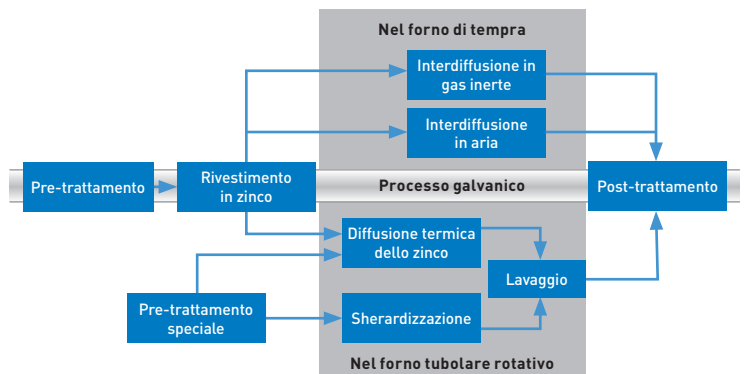 Nel forno di tempra
Interdiffusione in
gas inerte
Interdiffusione
in aria
Pre-trattamento
Rivestimento
in zinco
Processo galvanico
Post-trattamento
Diffusione termica
dello zinco
Lavaggio
Pre-trattamento
speciale
Sherardizzazione
Nel forno tubolare rotativo